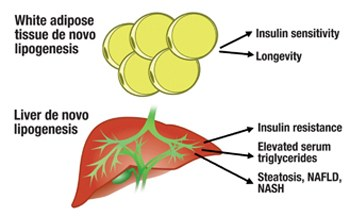 White adipose
tissue de novo
lipogenesis
Insulin sensitivity
Longevity
Liver de novo
lipogenesis
Insulin resistance
Elevated serum
triglycerides
Steatosis, NAFLD,
NASH